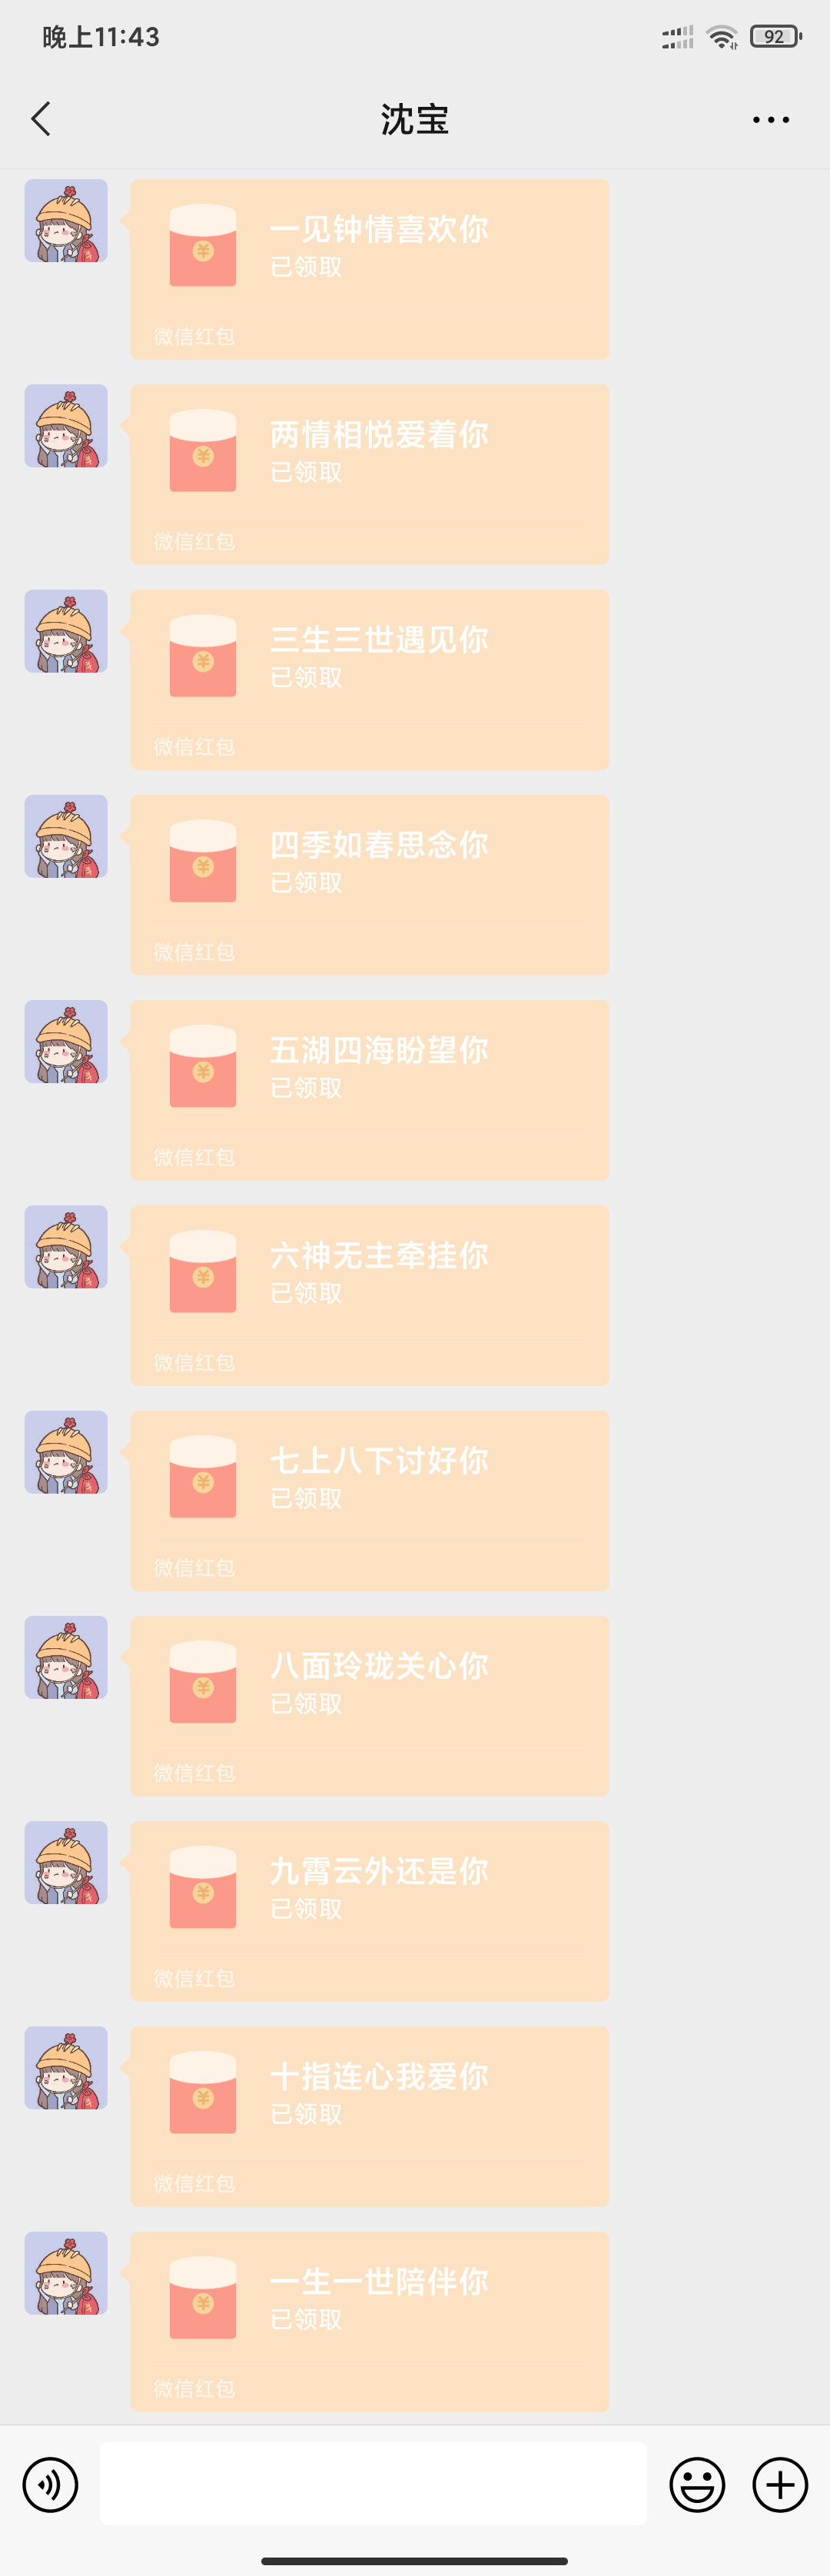 晚上11:43
92
沈宝
一见钟情喜欢你
已领取
微信红包
两情相悦爱着你
已领取
微信红包
三生三世遇见你
已领取
微信红包
四季如春思念你
已领取
微信红包
五湖四海盼望你
已领取
微信红包
六神无主牵挂你
已领取
微信红包
七上八下讨好你
已领取
微信红包
八面玲珑关心你
已领取
微信红包
九霄云外还是你
已领取
微信红包
十指连心我爱你
已领取
微信红包
一生一世陪伴你
已领取
微信红包